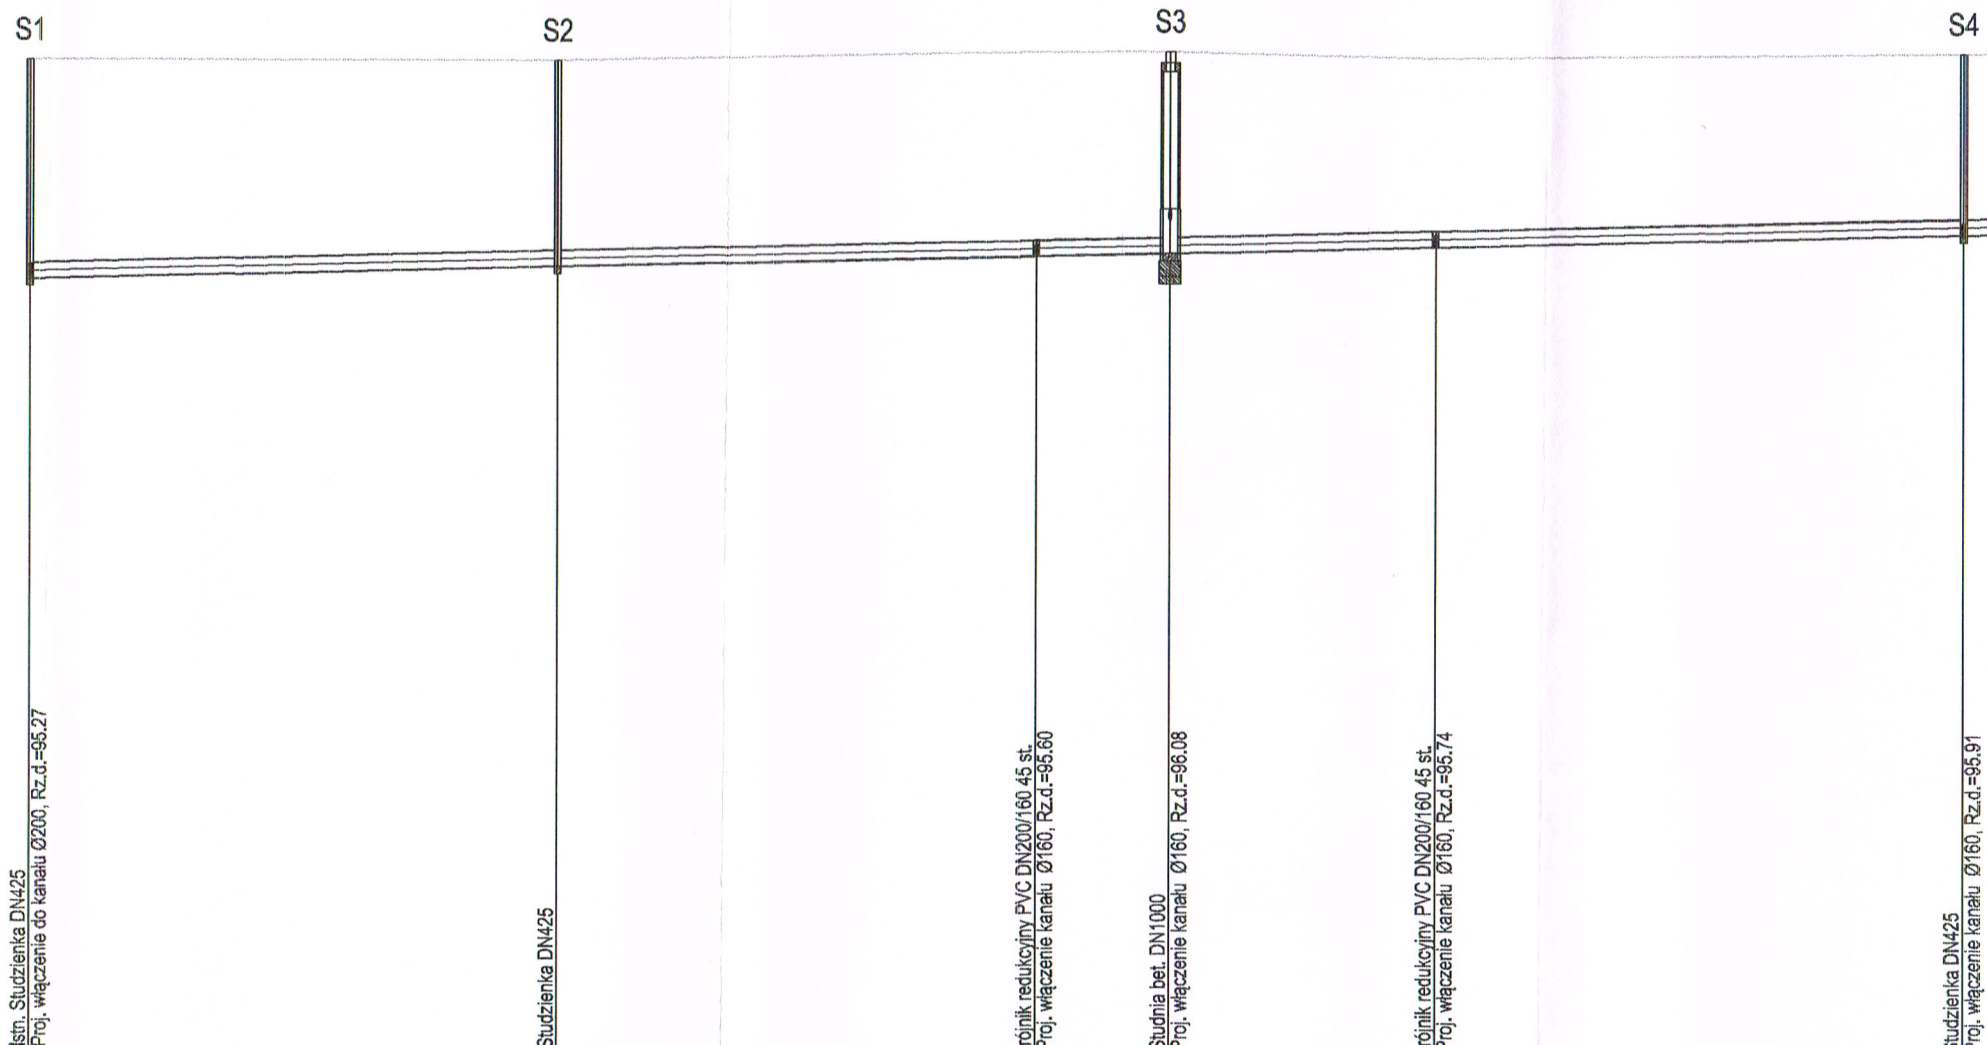 S1
S2
S3
S4
Istn. Studzienka DN425
Proj. włączenie do kanału Ø200, Rz.d.=95.27
Studzienka DN425
rójnik redukcyjny PVC DN200/160 45 st.
Proj. włączenie kanału Ø160, Rz.d.=95.60
Studnia bet. DN1000
Proj. włączenie kanału Ø160, Rz.d.=96.08
rójnik redukcyjny PVC DN200/160 45 st.
Proj. włączenie kanału Ø160, Rz.d.=95.74
Studzienka DN425
Proj. włączenie kanału Ø160, Rz.d.=95.91